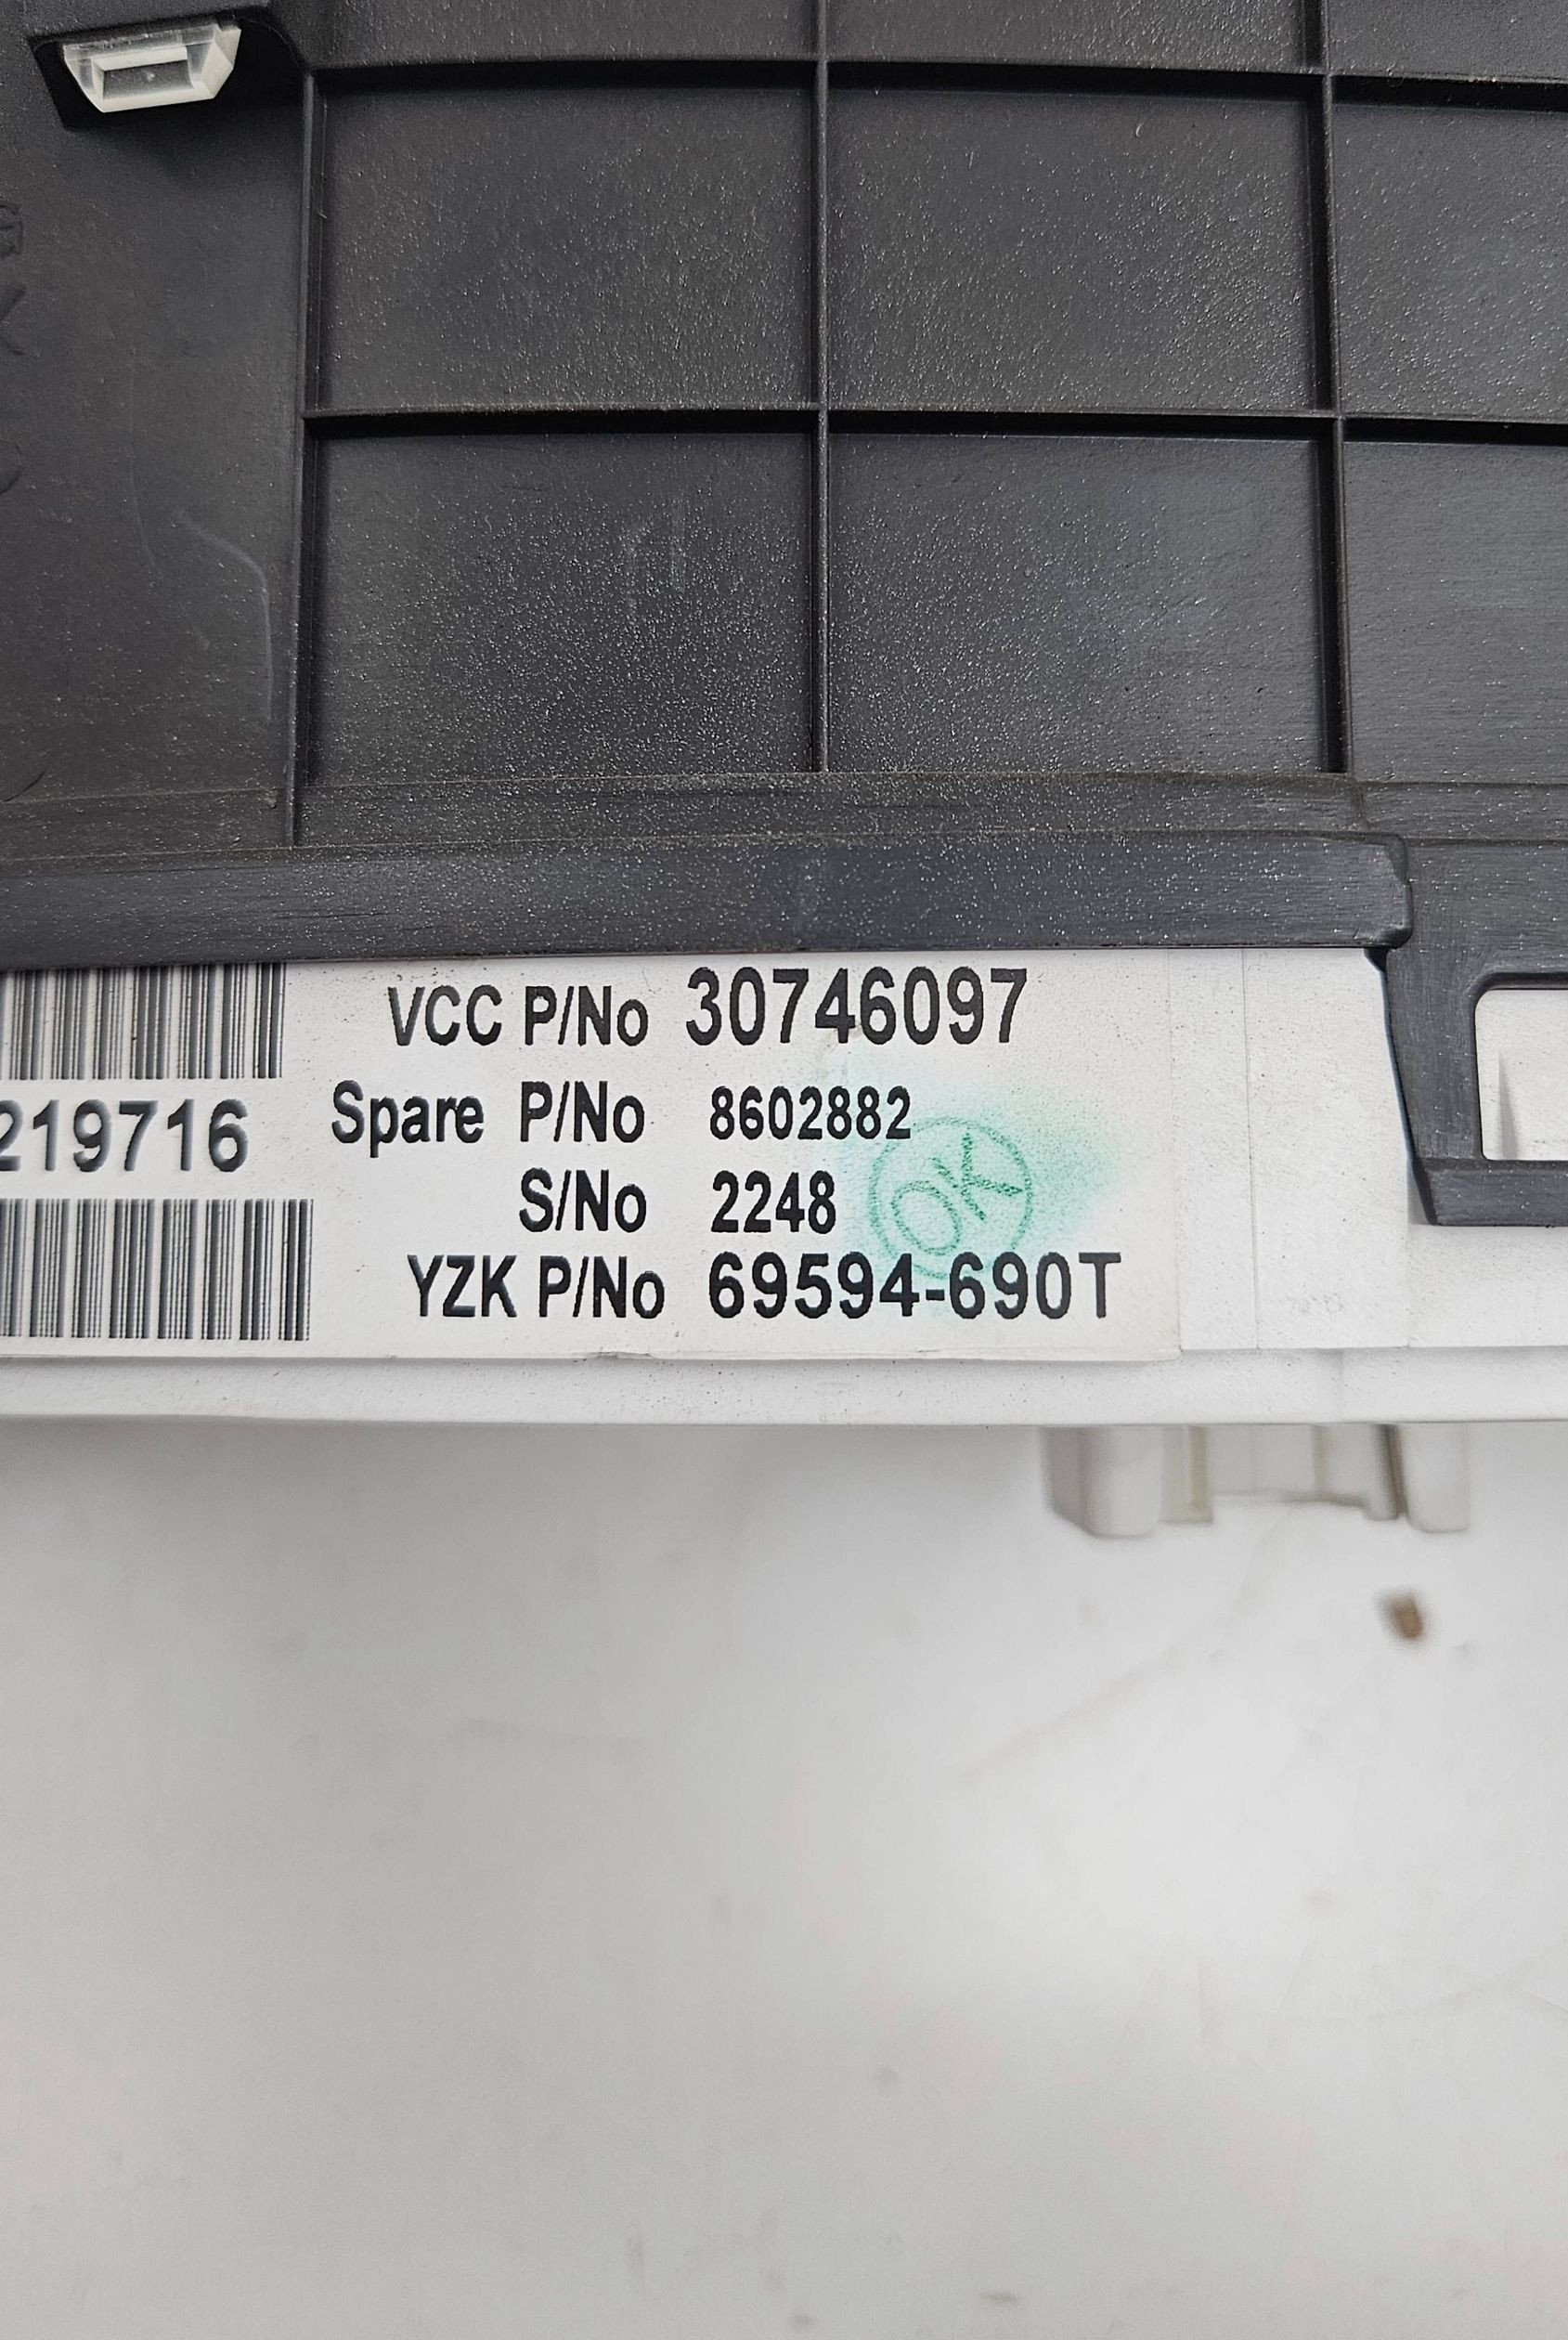 VCC P/No 30746097
219716
Spare P/No 8602882
S/No 2248
OK
YZK P/No 69594-690T